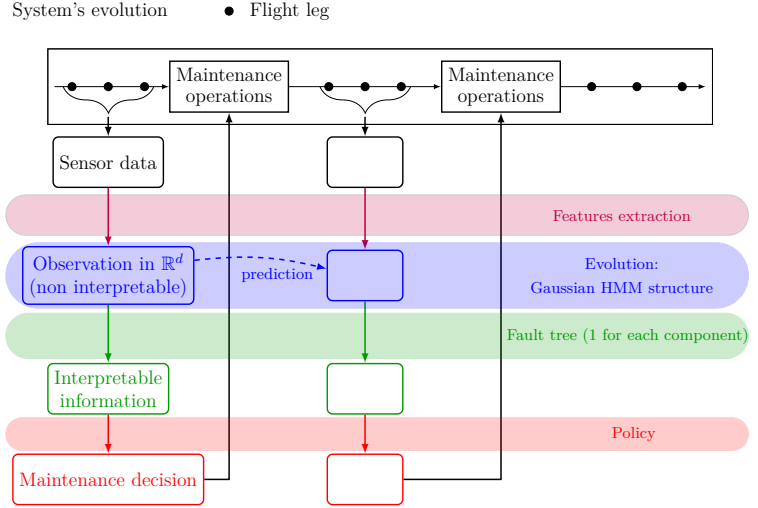 System's evolution
Flight leg
Maintenance
operations
Maintenance
operations
Sensor data
Features extraction
Observation in ℝ^d
(non interpretable)
prediction
Evolution:
Gaussian HMM structure
Fault tree (1 for each component)
Interpretable
information
Policy
Maintenance decision